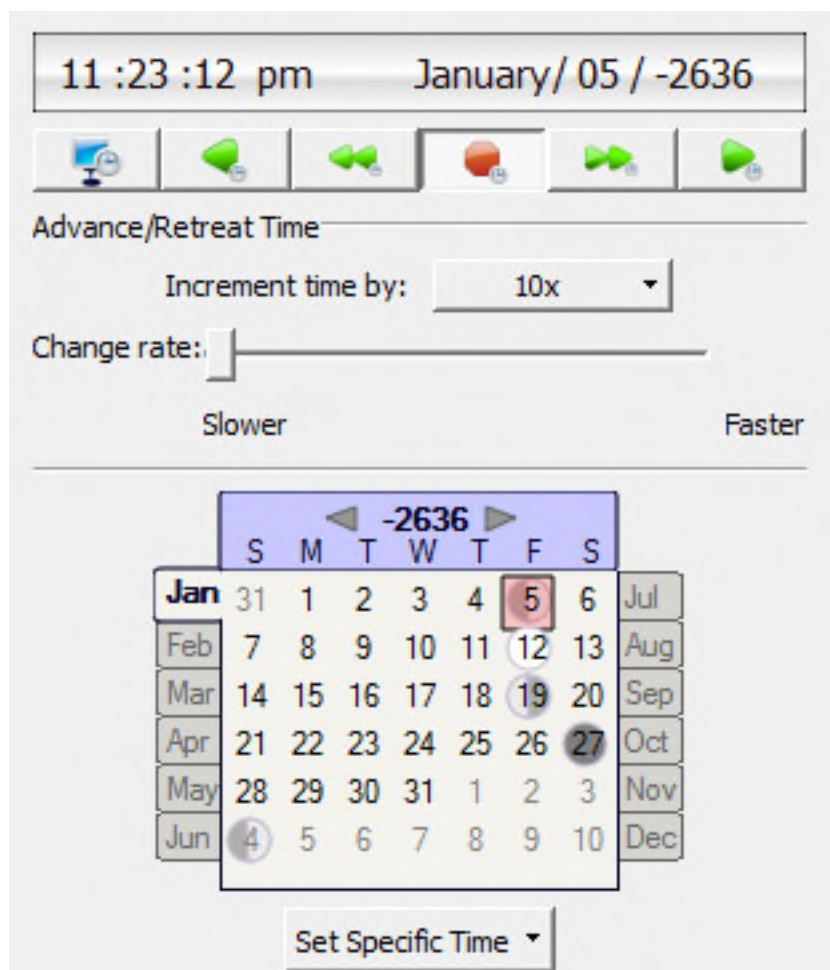 11 :23 :12 pm January/ 05 / -2636
Advance/Retreat Time
Increment time by: 10x
Change rate:
Slower Faster
-2636
S M T W T F S
Jan 31 1 2 3 4 5 6 Jul
Feb 7 8 9 10 11 12 13 Aug
Mar 14 15 16 17 18 19 20 Sep
Apr 21 22 23 24 25 26 27 Oct
May 28 29 30 31 1 2 3 Nov
Jun 4 5 6 7 8 9 10 Dec
Set Specific Time